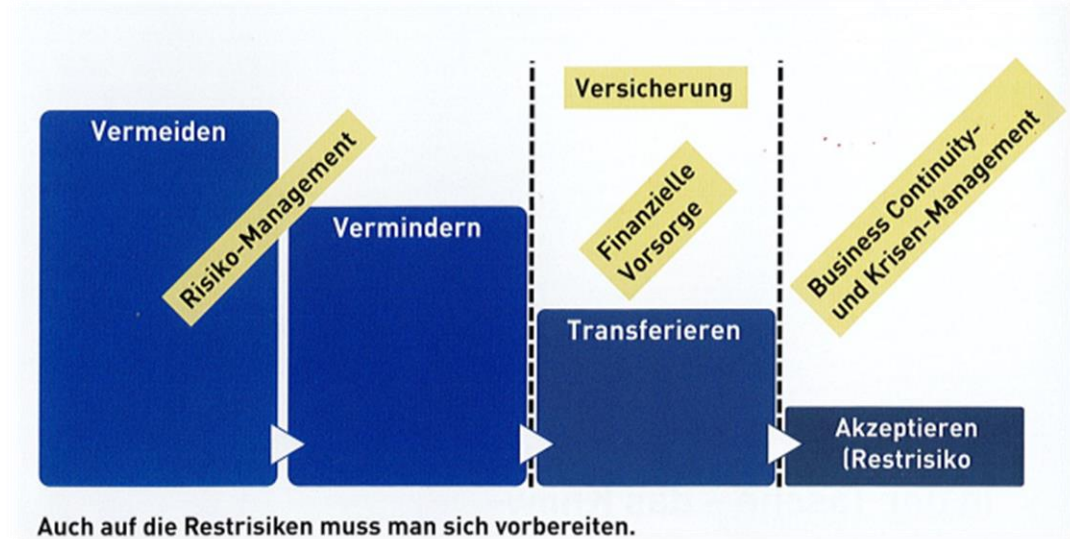 Versicherung
Vermeiden
Risiko-Management
Vermindern
Finanzielle
Vorsorge
Business Continuity-
und Krisen-Management
Transferieren
Akzeptieren
(Restrisiko
Auch auf die Restrisiken muss man sich vorbereiten.